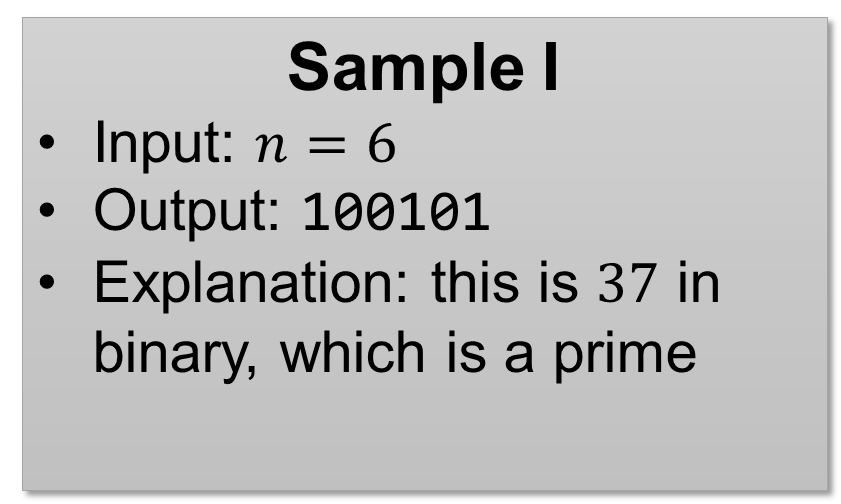 Sample I
• Input: n = 6
• Output: 100101
• Explanation: this is 37 in
binary, which is a prime